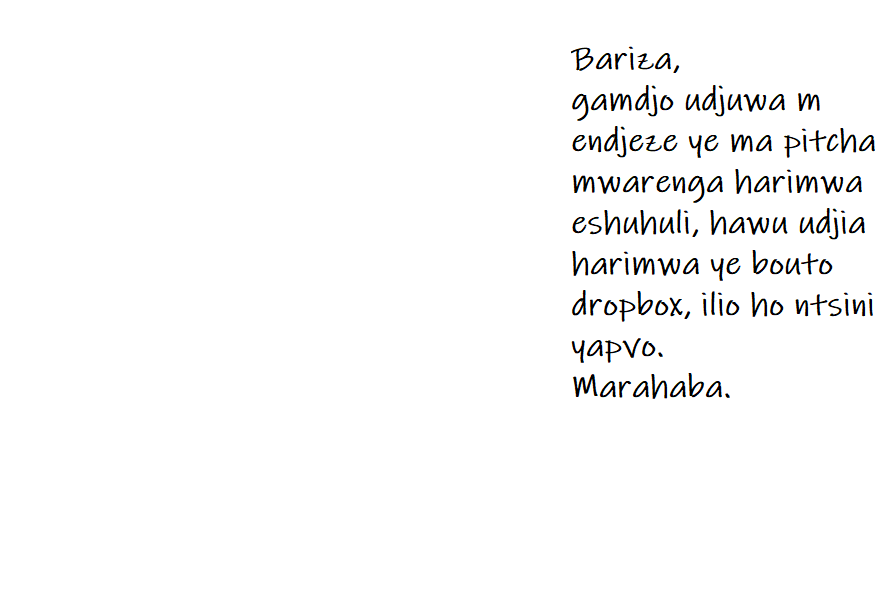 Bariza,
gamdjo udjuwa m
endjeze ye ma pitcha
mwarenga harimwa
eshuhuli, hawu udjia
harimwa ye bouto
dropbox, ilio ho ntsini
yapvo.
Marahaba.